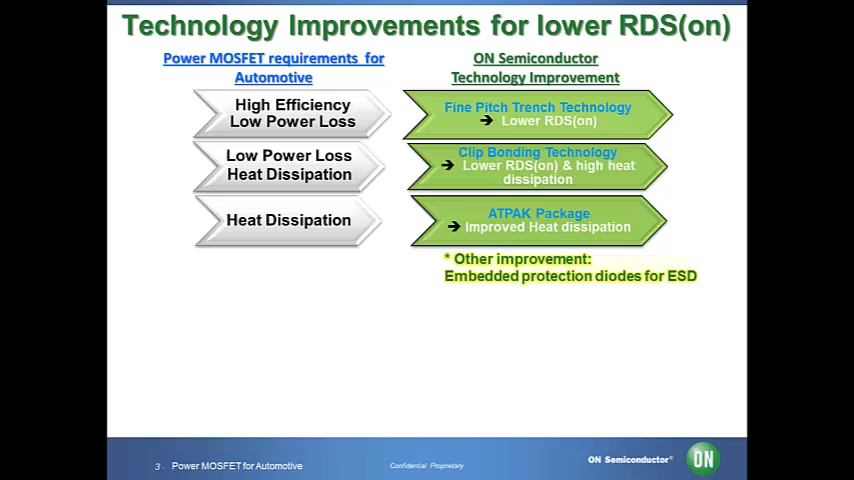 Technology Improvements for lower RDS(on)
Power MOSFET requirements for
Automotive
ON Semiconductor
Technology Improvement
High Efficiency
Low Power Loss
Fine Pitch Trench Technology
➔ Lower RDS(on)
Low Power Loss
Heat Dissipation
Clip Bonding Technology
➔ Lower RDS(on) & high heat
dissipation
Heat Dissipation
ATPAK Package
➔ Improved Heat dissipation
* Other improvement:
Embedded protection diodes for ESD
3 · Power MOSFET for Automotive
Confidential Proprietary
ON Semiconductor®
ON